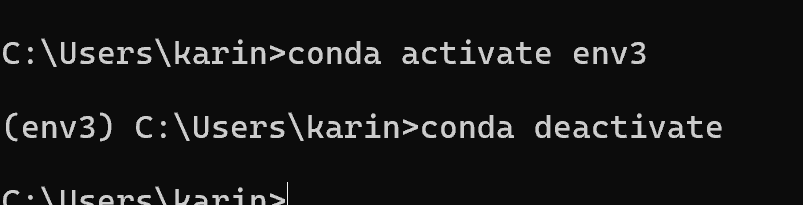 C:\Users\karin>conda activate env3
(env3) C:\Users\karin>conda deactivate
C:\Users\karin>